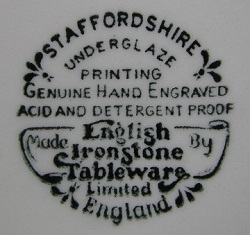 STAFFORDSHIRE
UNDERGLAZE
PRINTING
GENUINE HAND ENGRAVED
ACID AND DETERGENT PROOF
Made By
English
Ironstone
Tableware
Limited
England